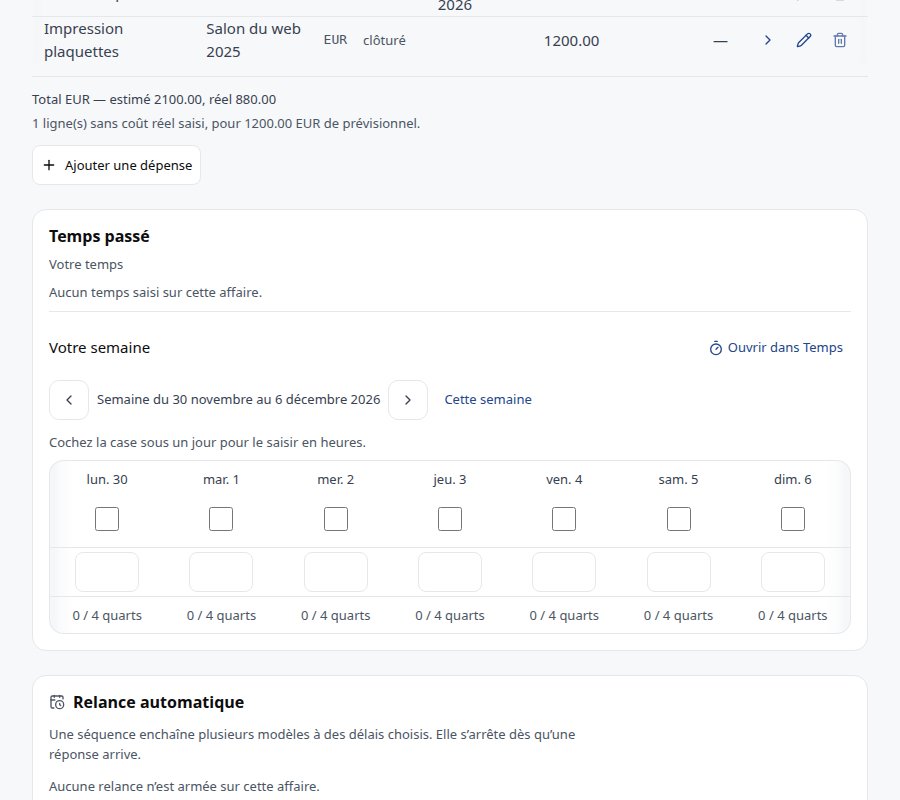 2026
Impression plaquettes
Salon du web 2025
EUR
clôturé
1200.00
—
Total EUR — estimé 2100.00, réel 880.00
1 ligne(s) sans coût réel saisi, pour 1200.00 EUR de prévisionnel.
Ajouter une dépense
Temps passé
Votre temps
Aucun temps saisi sur cette affaire.
Votre semaine
Ouvrir dans Temps
Semaine du 30 novembre au 6 décembre 2026
Cette semaine
Cochez la case sous un jour pour le saisir en heures.
lun. 30 mar. 1 mer. 2 jeu. 3 ven. 4 sam. 5 dim. 6
0 / 4 quarts 0 / 4 quarts 0 / 4 quarts 0 / 4 quarts 0 / 4 quarts 0 / 4 quarts 0 / 4 quarts
Relance automatique
Une séquence enchaîne plusieurs modèles à des délais choisis. Elle s’arrête dès qu’une
réponse arrive.
Aucune relance n’est armée sur cette affaire.